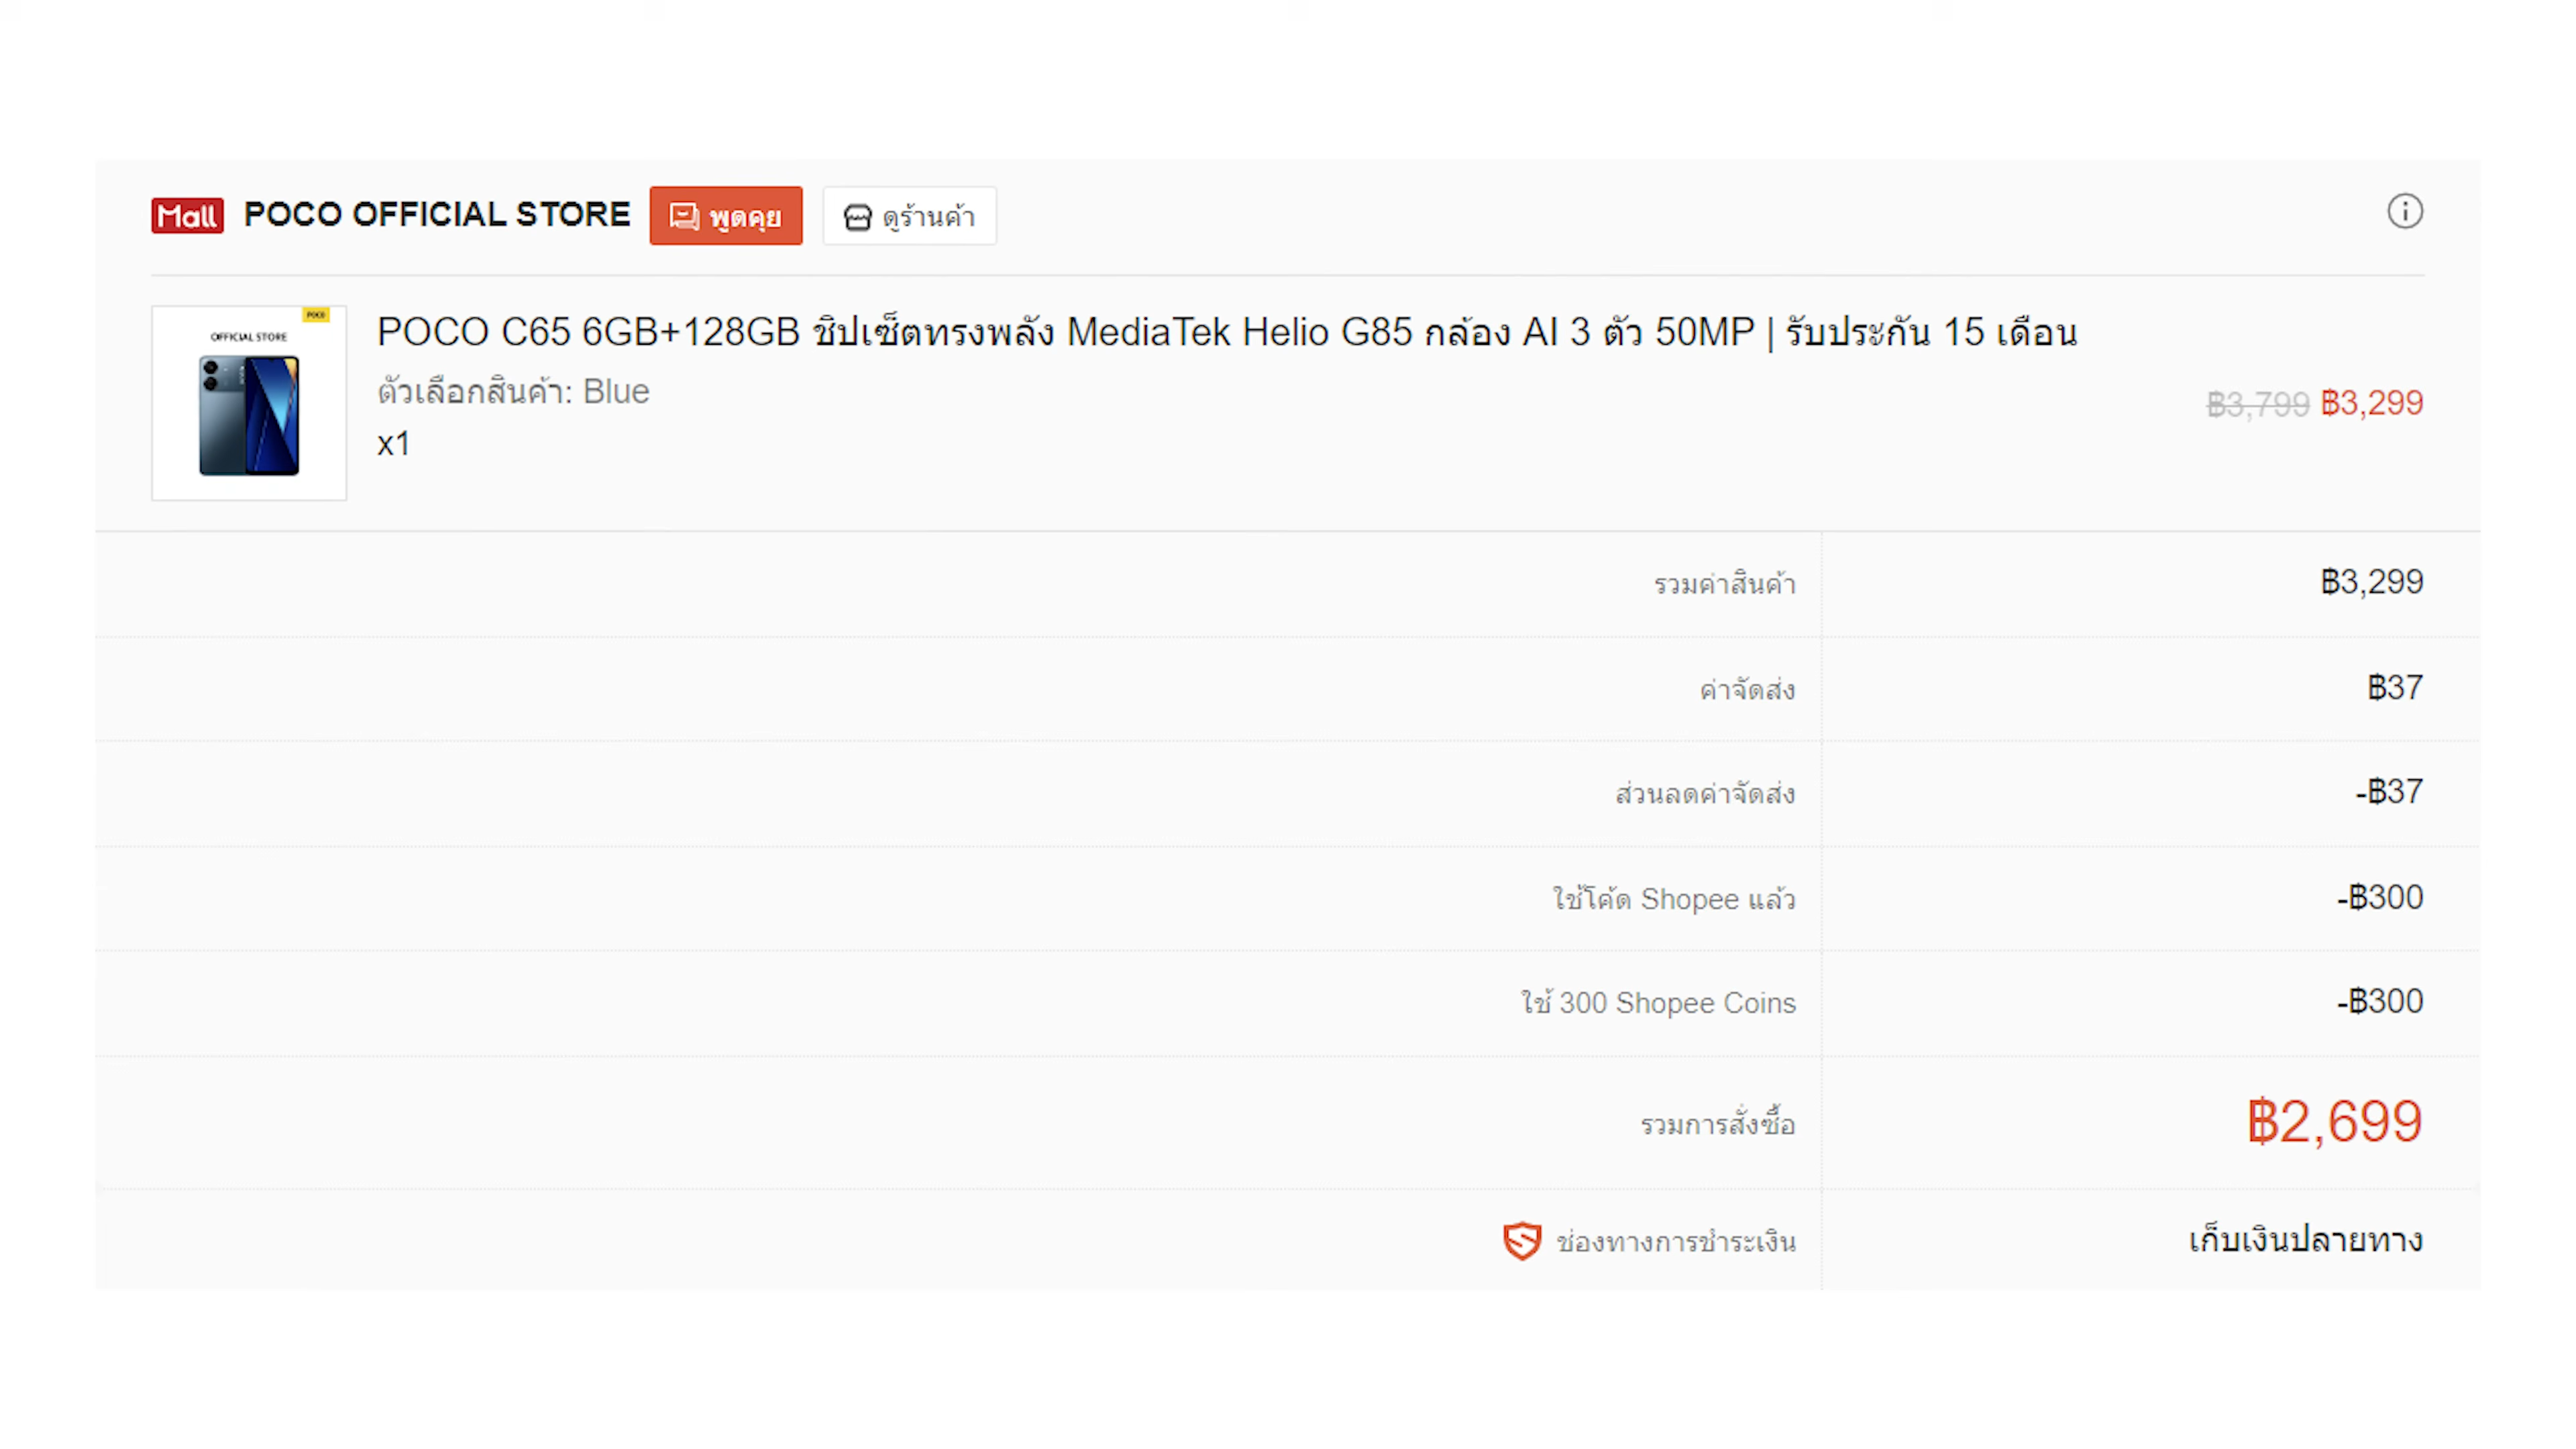 Mall POCO OFFICIAL STORE พูดคุย ดูร้านค้า
POCO
OFFICIAL STORE
POCO C65 6GB+128GB ชิปเซ็ตทรงพลัง MediaTek Helio G85 กล้อง AI 3 ตัว 50MP | รับประกัน 15 เดือน
ตัวเลือกสินค้า: Blue
฿3,799 ฿3,299
x1
รวมค่าสินค้า ฿3,299
ค่าจัดส่ง ฿37
ส่วนลดค่าจัดส่ง -฿37
ใช้โค้ด Shopee แล้ว -฿300
ใช้ 300 Shopee Coins -฿300
รวมการสั่งซื้อ ฿2,699
ช่องทางการชำระเงิน เก็บเงินปลายทาง